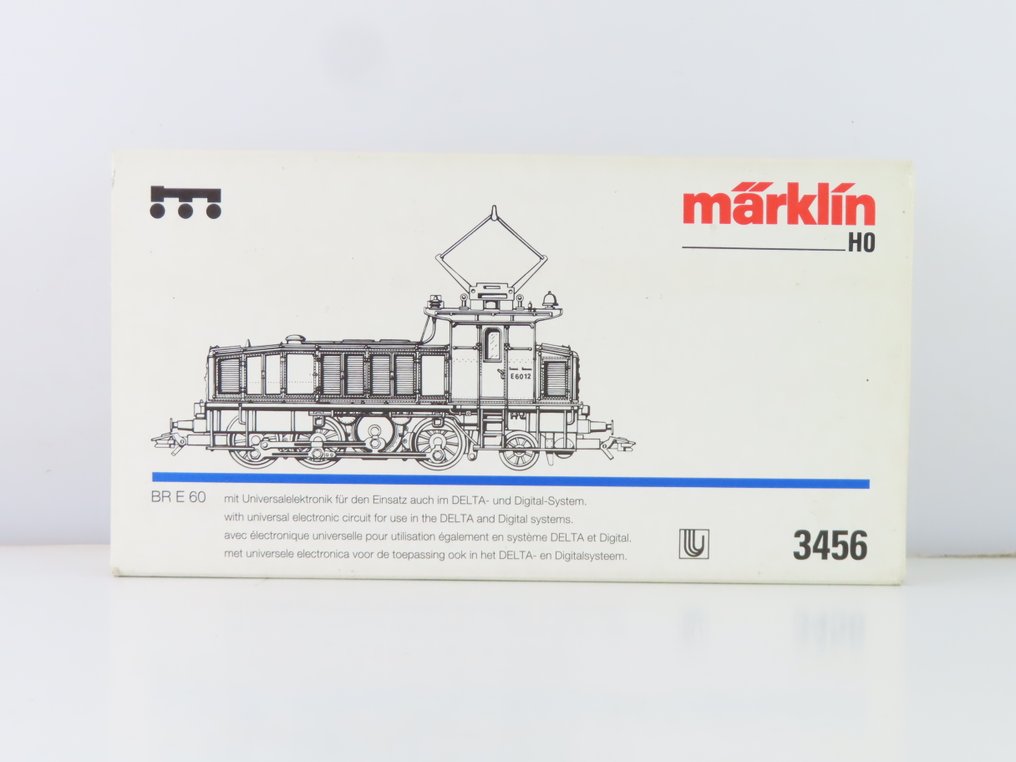 märklin
HO
E 60 12
BR E 60
mit Universalelektronik für den Einsatz auch im DELTA- und Digital-System.
with universal electronic circuit for use in the DELTA and Digital systems.
avec électronique universelle pour utilisation également en système DELTA et Digital.
met universele electronica voor de toepassing ook in het DELTA- en Digitalsysteem.
3456